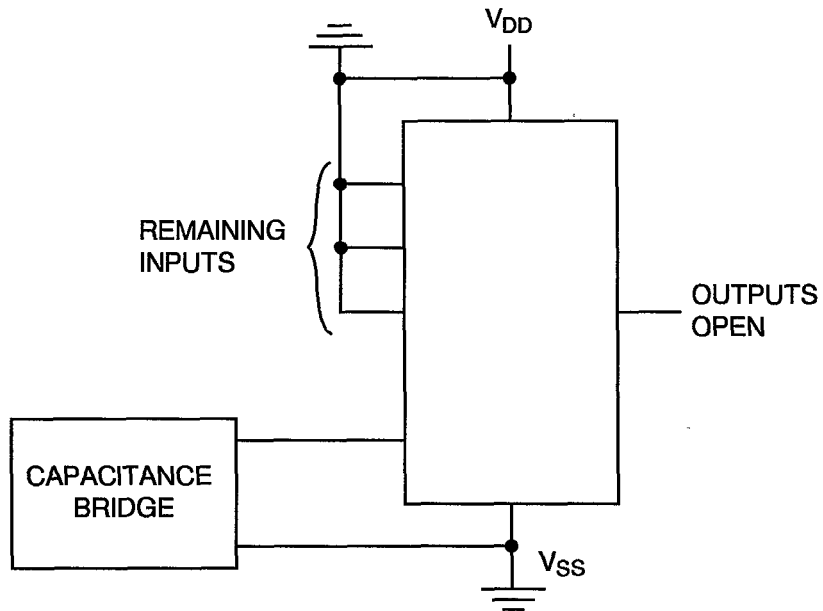 VDD
REMAINING
INPUTS
OUTPUTS
OPEN
CAPACITANCE
BRIDGE
VSS